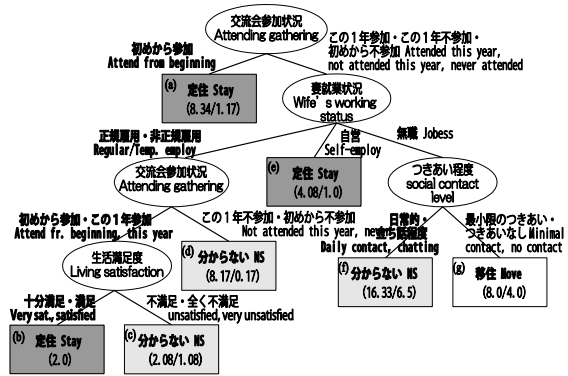 交流会参加状況
Attending gathering
初めから参加
Attend from beginning
この１年参加・この１年不参加・
初めから不参加 Attended this year,
not attended this year, never attended
(a) 定住 Stay
(8.34/1.17)
妻就業状況
Wife's working
status
正規雇用・非正規雇用
Regular/Temp. employ
自営
Self-employ
無職 Jobess
交流会参加状況
Attending gathering
(e) 定住 Stay
(4.08/1.0)
つきあい程度
social contact
level
初めから参加・この１年参加
Attend fr. beginning, this year
この１年不参加・初めから不参加
Not attended this year, never
日常的・
立ち話程度
Daily contact, chatting
最小限のつきあい・
つきあいなし Minimal
contact, no contact
生活満足度
Living satisfaction
(d) 分からない NS
(8.17/0.17)
(f) 分からない NS
(16.33/6.5)
(g) 移住 Move
(8.0/4.0)
十分満足・満足
Very sat., satisfied
不満足・全く不満足
unsatisfied, very unsatisfied
(b) 定住 Stay
(2.0)
(c) 分からない NS
(2.08/1.08)